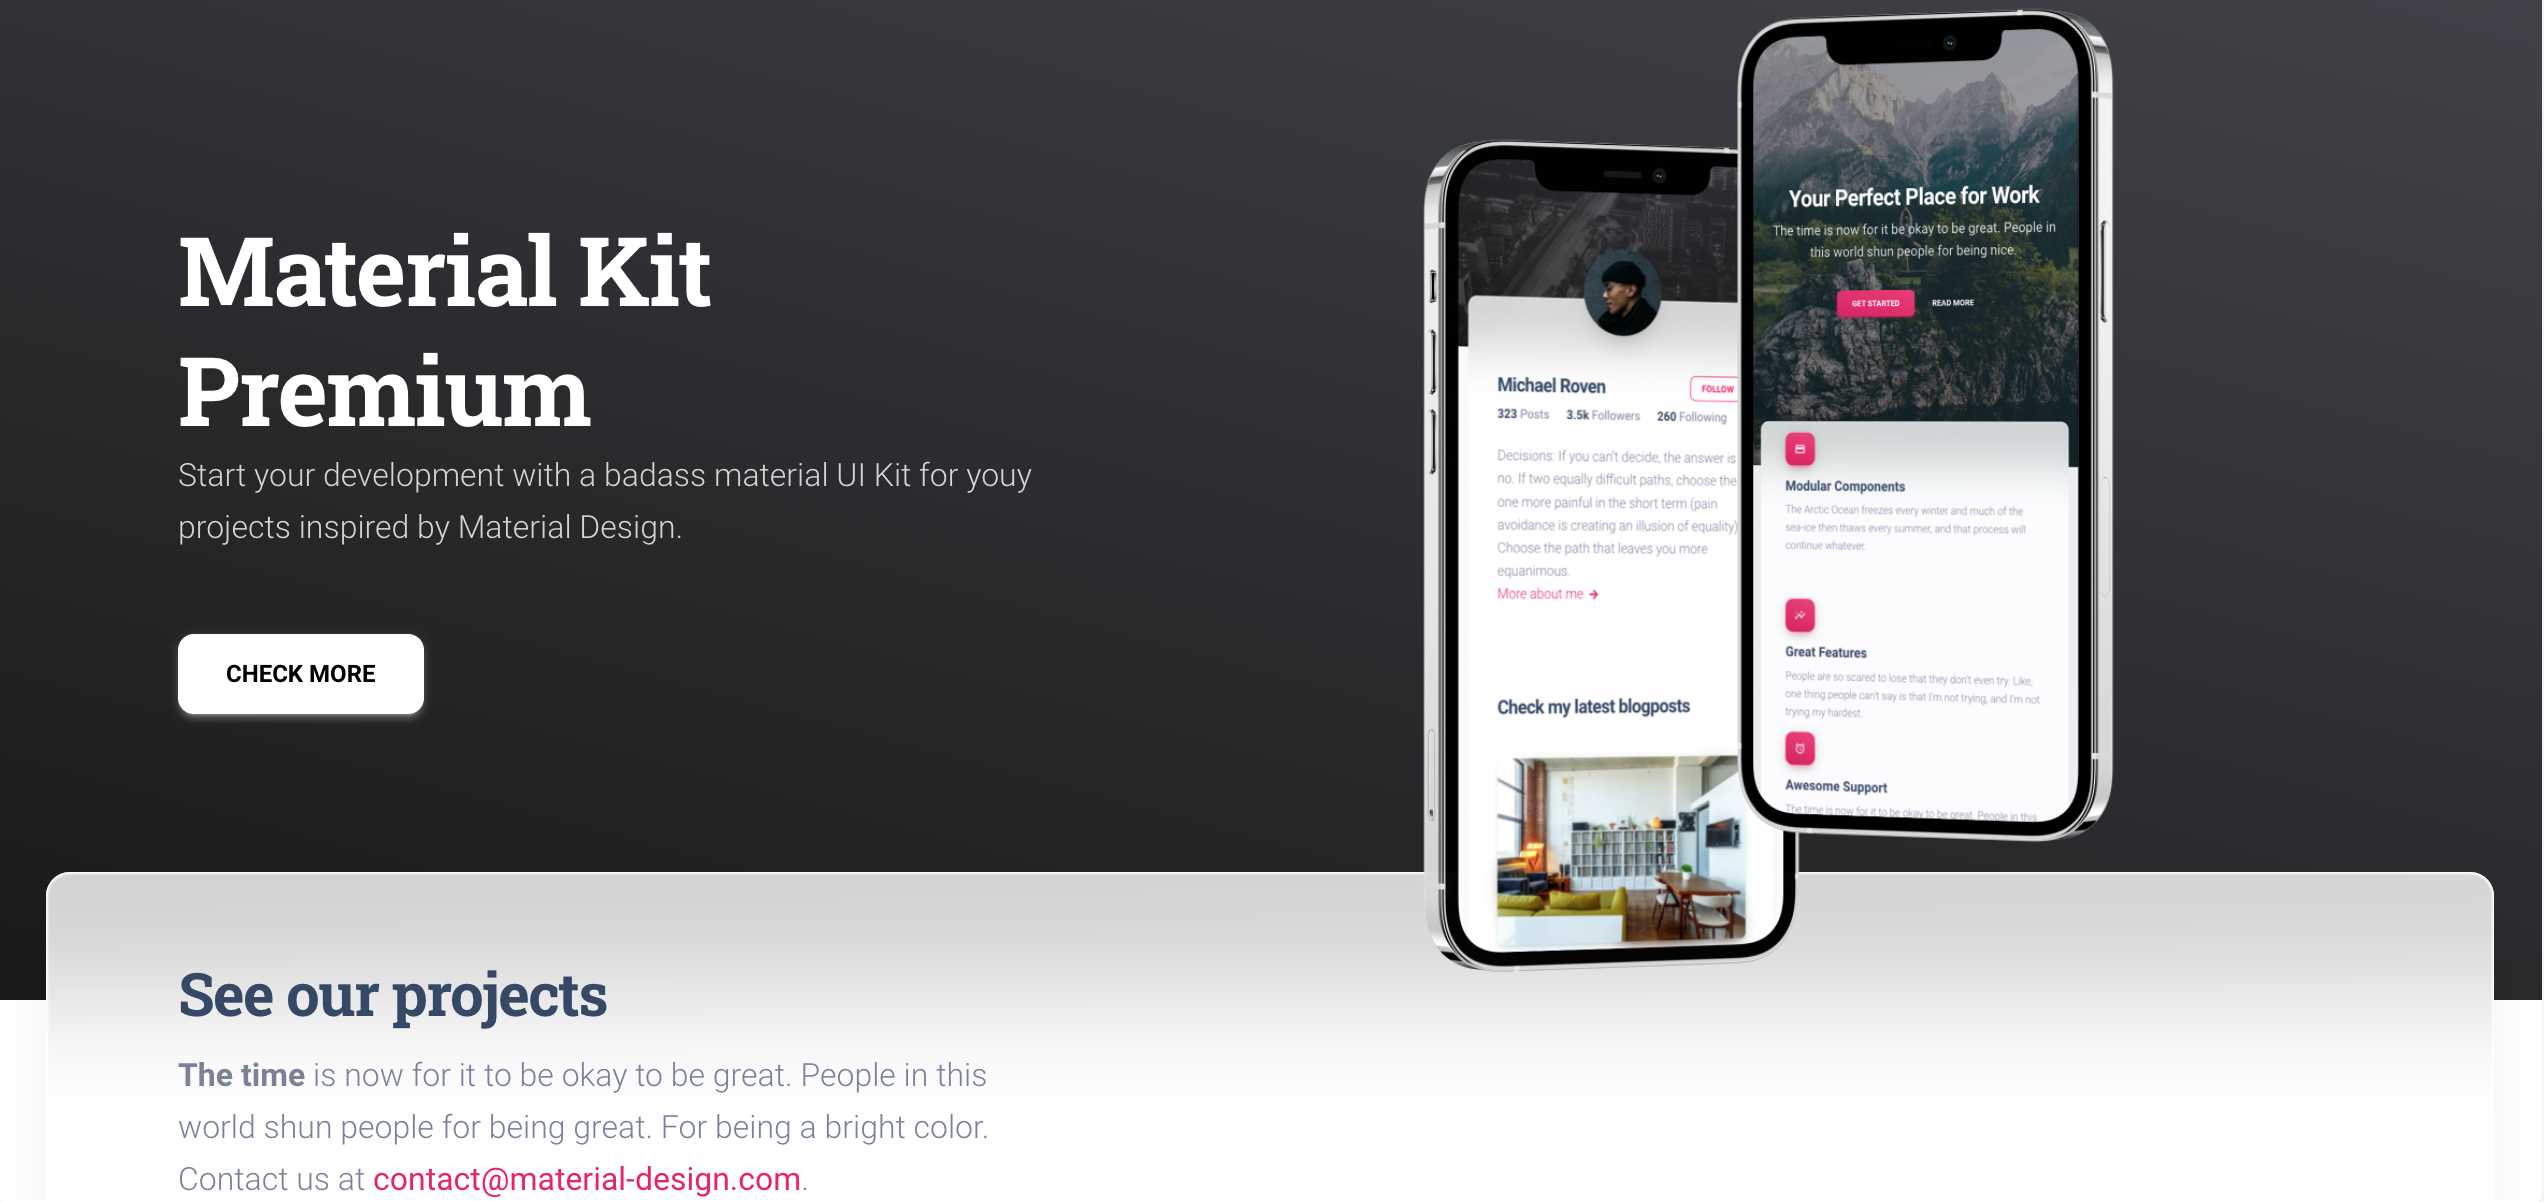 Material Kit
Premium
Start your development with a badass material UI Kit for youy
projects inspired by Material Design.
CHECK MORE
Michael Roven
FOLLOW
323 Posts 3.5k Followers 260 Following
Decisions: If you can't decide, the answer is
no. If two equally difficult paths, choose the
one more painful in the short term (pain
avoidance is creating an illusion of equality)
Choose the path that leaves you more
equanimous.
More about me →
Check my latest blogposts
Your Perfect Place for Work
The time is now for it be okay to be great. People in
this world shun people for being nice.
GET STARTED READ MORE
Modular Components
The Arctic Ocean freezes every winter and much of the
sea-ice then thaws every summer, and that process will
continue whatever.
Great Features
People are so scared to lose that they don't even try. Like,
one thing people can't say is that I'm not trying, and I'm not
trying my hardest.
Awesome Support
The time is now for it to be okay to be great. People in this
See our projects
The time is now for it to be okay to be great. People in this
world shun people for being great. For being a bright color.
Contact us at contact@material-design.com.